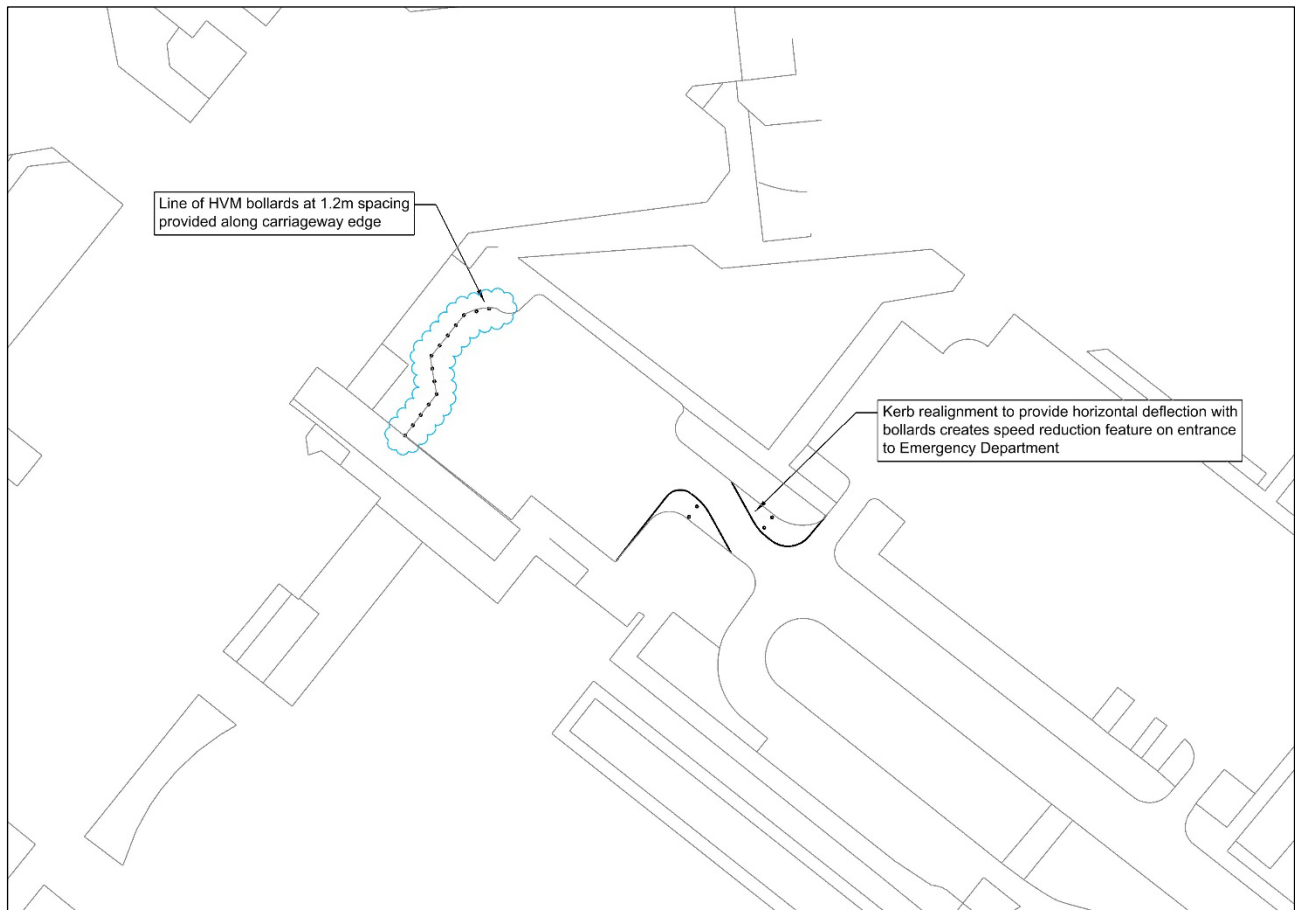 Line of HVM bollards at 1.2m spacing
provided along carriageway edge
Kerb realignment to provide horizontal deflection with
bollards creates speed reduction feature on entrance
to Emergency Department